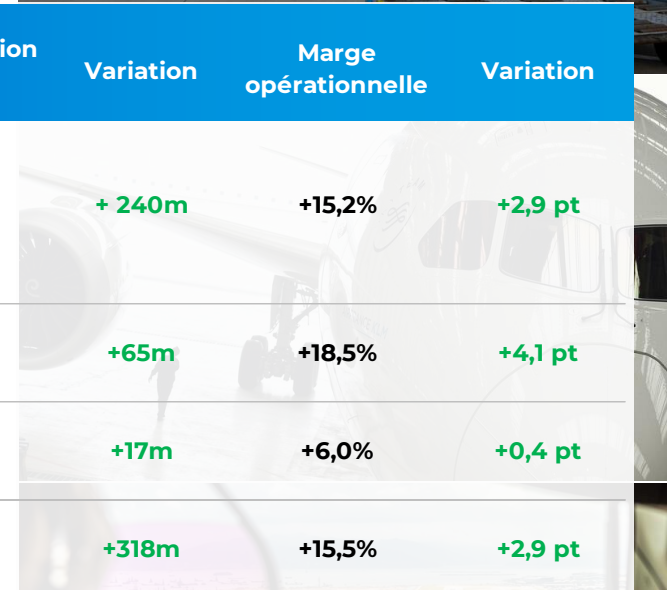 ion
Variation
Marge
opérationnelle
Variation
+ 240m
+15,2%
+2,9 pt
+65m
+18,5%
+4,1 pt
+17m
+6,0%
+0,4 pt
+318m
+15,5%
+2,9 pt